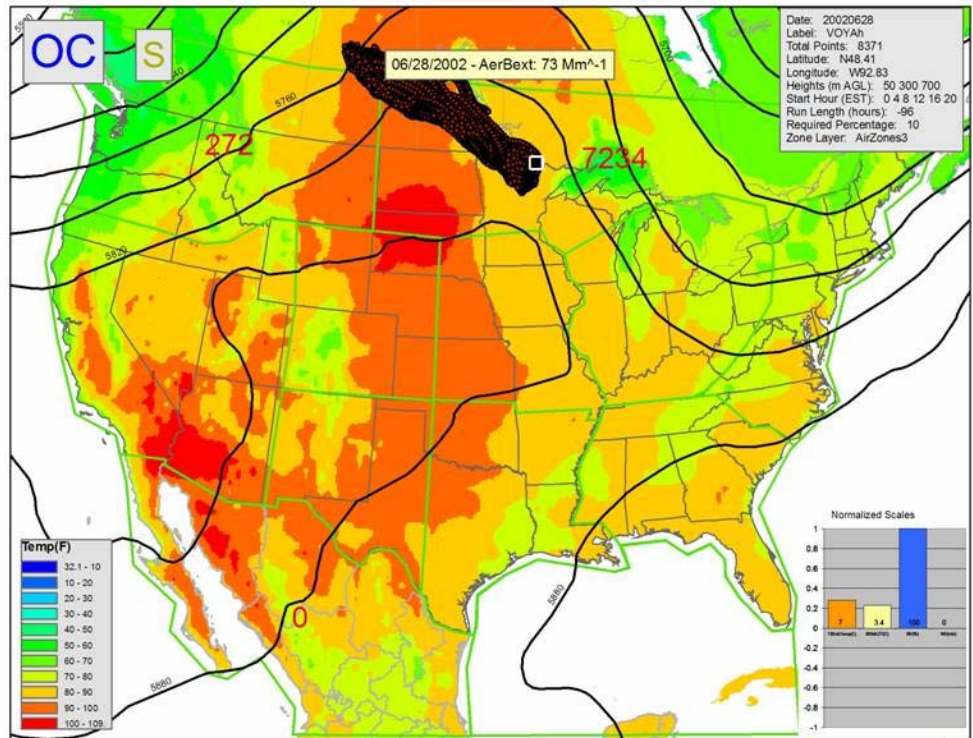 OC
S
06/28/2002 - AerBext: 73 Mm^-1
Date: 20020628
Label: VOYAh
Total Points: 8371
Latitude: N48.41
Longitude: W92.83
Heights (m AGL): 50 300 700
Start Hour (EST): 0 4 8 12 16 20
Run Length (hours): -96
Required Percentage: 10
Zone Layer: AirZones3
5700
5760
272
7234
5820
0
5880
5880
Temp(F)
32.1 - 10
10 - 20
20 - 30
30 - 40
40 - 50
50 - 60
60 - 70
70 - 80
80 - 90
90 - 100
100 - 109.
Normalized Scales
1
0.8
0.6
0.4
0.2
0
-0.2
-0.4
-0.6
-0.8
-1
7
3.4
100
0